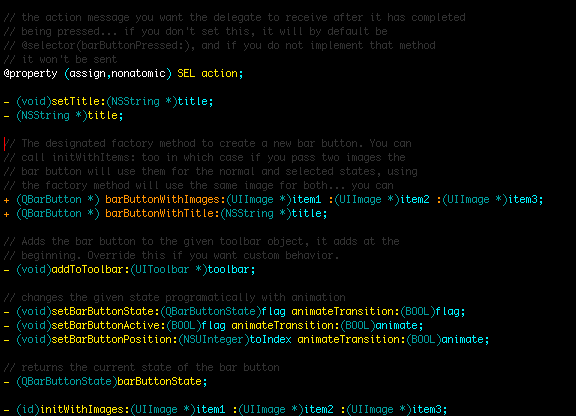 // the action message you want the delegate to receive after it has completed
// being pressed... if you don't set this, it will by default be
// @selector(barButtonPressed:), and if you do not implement that method
// it won't be sent
@property (assign,nonatomic) SEL action;
- (void)setTitle:(NSString *)title;
- (NSString *)title;
// The designated factory method to create a new bar button. You can
// call initWithItems: too in which case if you pass two images the
// bar button will use them for the normal and selected states, using
// the factory method will use the same image for both... you can
+ (QBarButton *) barButtonWithImages:(UIImage *)item1 :(UIImage *)item2 :(UIImage *)item3;
+ (QBarButton *) barButtonWithTitle:(NSString *)title;
// Adds the bar button to the given toolbar object, it adds at the
// beginning. Override this if you want custom behavior.
- (void)addToToolbar:(UIToolbar *)toolbar;
// changes the given state programatically with animation
- (void)setBarButtonState:(QBarButtonState)flag animateTransition:(BOOL)flag;
- (void)setBarButtonActive:(BOOL)flag animateTransition:(BOOL)animate;
- (void)setBarButtonPosition:(NSUInteger)toIndex animateTransition:(BOOL)animate;
// returns the current state of the bar button
- (QBarButtonState)barButtonState;
- (id)initWithImages:(UIImage *)item1 :(UIImage *)item2 :(UIImage *)item3;